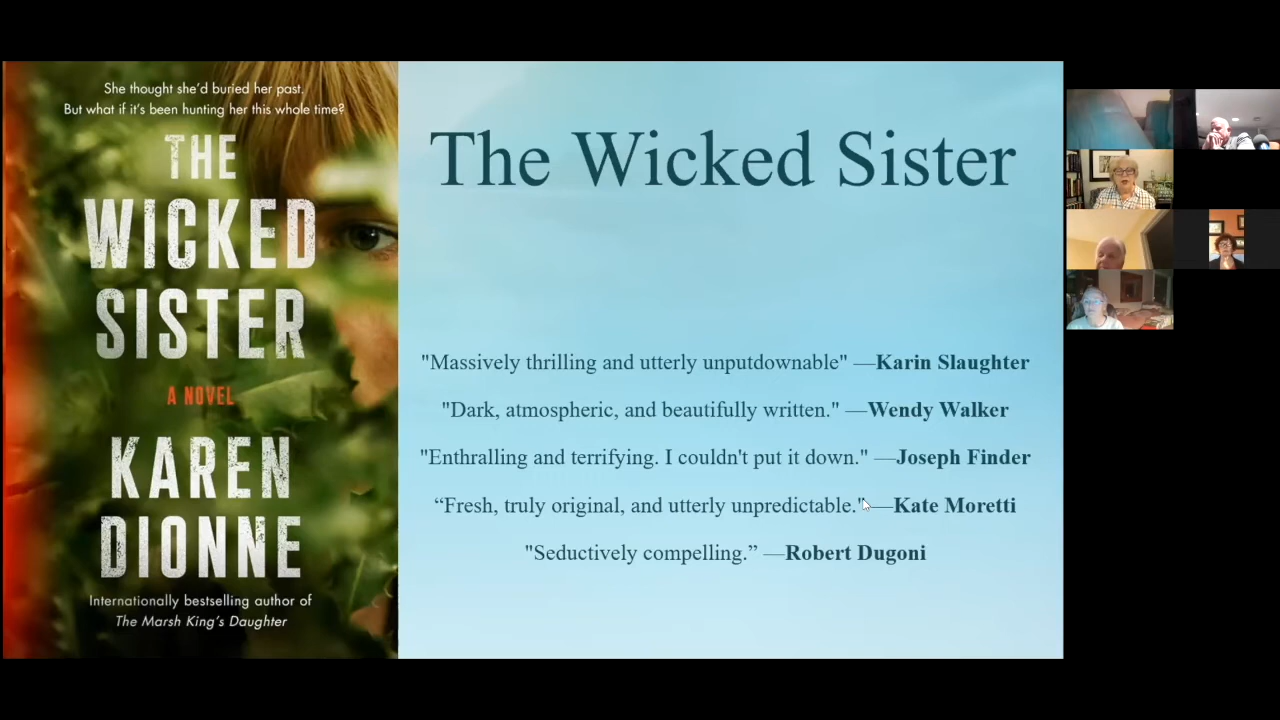 She thought she'd buried her past.
But what if it's been hunting her this whole time?
THE
WICKED
SISTER
A NOVEL
KAREN
DIONNE
Internationally bestselling author of
The Marsh King's Daughter
The Wicked Sister
"Massively thrilling and utterly unputdownable" —Karin Slaughter
"Dark, atmospheric, and beautifully written." —Wendy Walker
"Enthralling and terrifying. I couldn't put it down." —Joseph Finder
“Fresh, truly original, and utterly unpredictable." —Kate Moretti
"Seductively compelling.” —Robert Dugoni